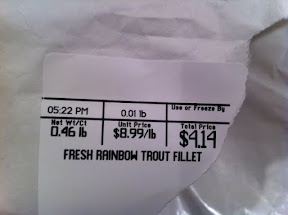 05:22 PM 0.01 lb Use or Freeze By
Net Wt/Ct Unit Price Total Price
0.46 lb $8.99/lb $4.14
FRESH RAINBOW TROUT FILLET